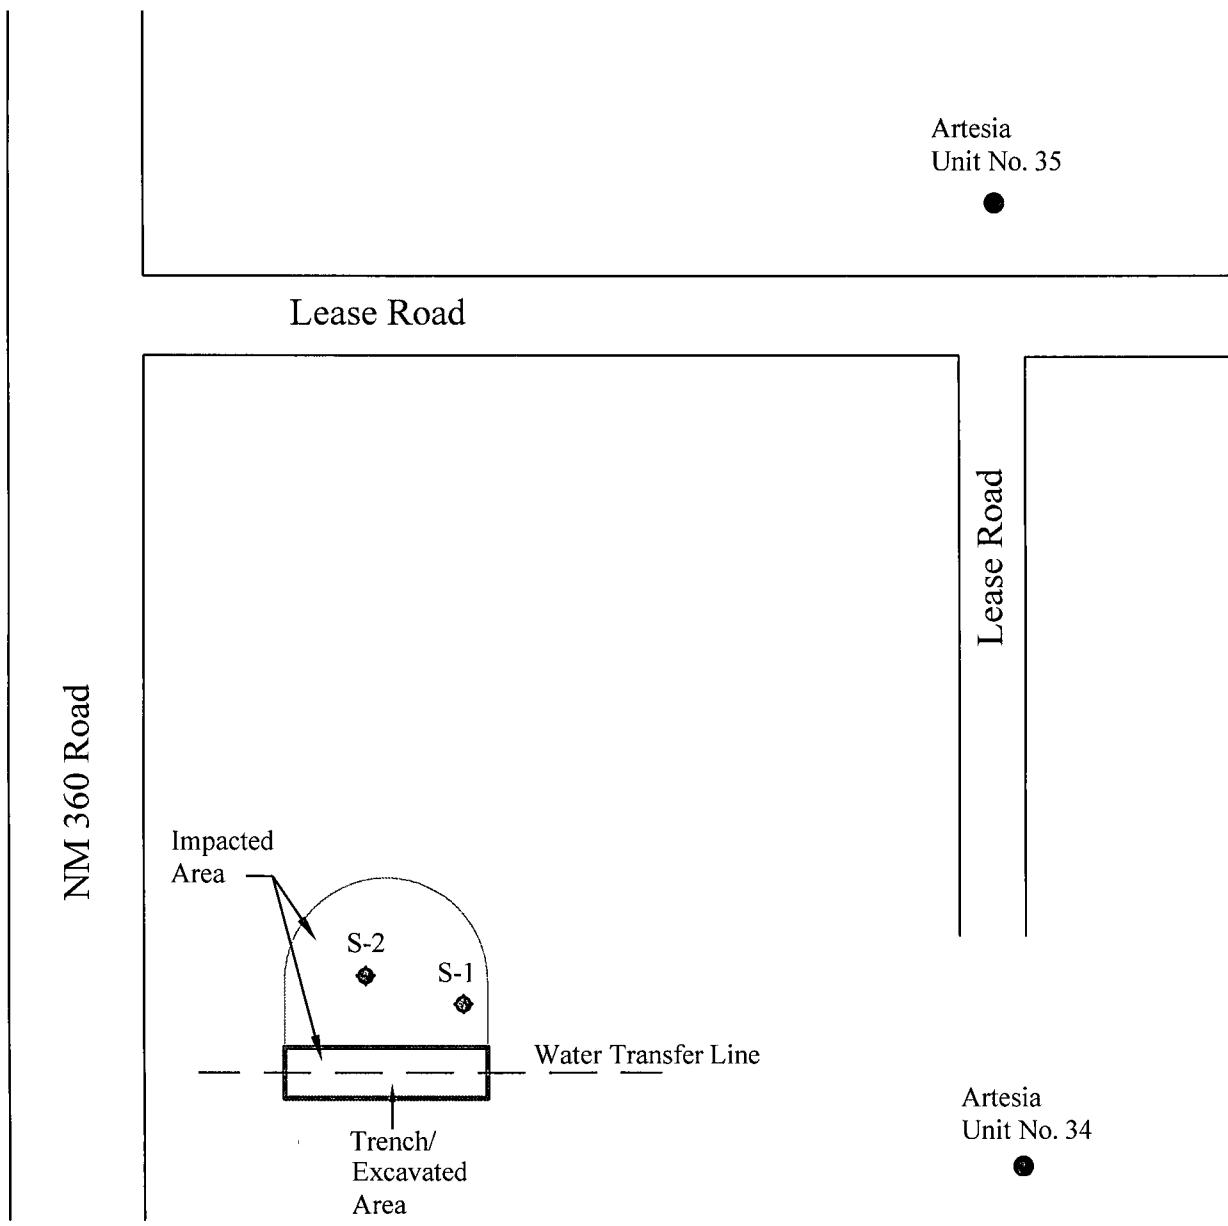 Artesia
Unit No. 35
Lease Road
Lease Road
NM 360 Road
Impacted
Area
S-2
S-1
Water Transfer Line
Artesia
Unit No. 34
Trench/
Excavated
Area